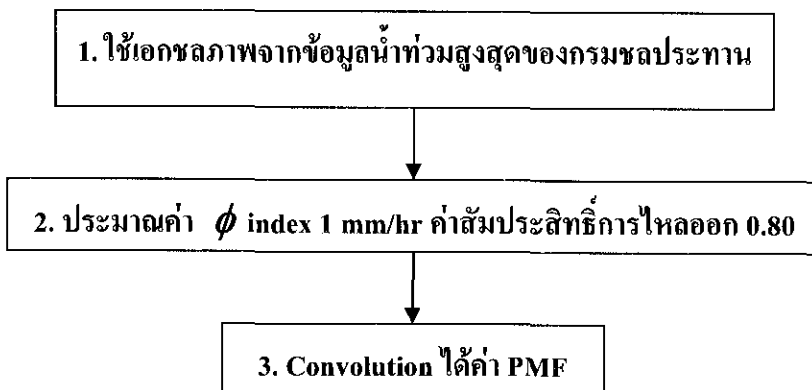 1. ใช้เอกชลภาพจากข้อมูลน้ำท่วมสูงสุดของกรมชลประทาน
2. ประมาณค่า ϕ index 1 mm/hr ค่าสัมประสิทธิ์การไหลออก 0.80
3. Convolution ได้ค่า PMF